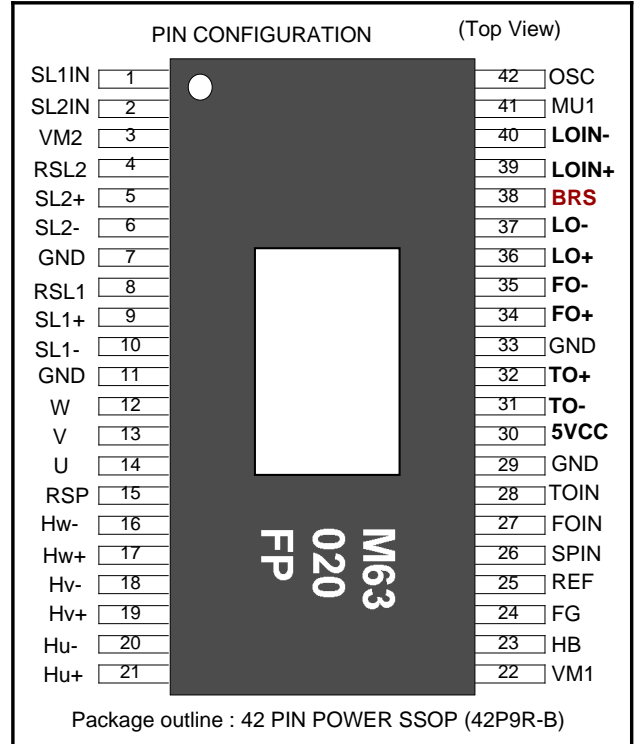 PIN CONFIGURATION (Top View)
SL1IN 1 42 OSC
SL2IN 2 41 MU1
VM2 3 40 LOIN-
RSL2 4 39 LOIN+
SL2+ 5 38 BRS
SL2- 6 37 LO-
GND 7 36 LO+
RSL1 8 35 FO-
SL1+ 9 34 FO+
SL1- 10 33 GND
GND 11 32 TO+
W 12 31 TO-
V 13 30 5VCC
U 14 29 GND
RSP 15 28 TOIN
Hw- 16 27 FOIN
Hw+ 17 26 SPIN
Hv- 18 25 REF
Hv+ 19 24 FG
Hu- 20 23 HB
Hu+ 21 22 VM1
M63
020
FP
Package outline : 42 PIN POWER SSOP (42P9R-B)